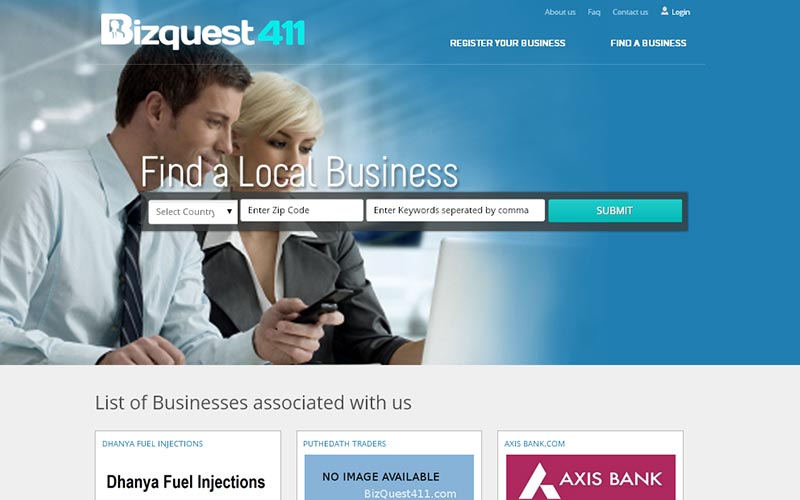 About us Faq Contact us Login
Bizquest 411
REGISTER YOUR BUSINESS FIND A BUSINESS
Find a Local Business
Select Country Enter Zip Code Enter Keywords seperated by comma SUBMIT
List of Businesses associated with us
DHANYA FUEL INJECTIONS PUTHEDATH TRADERS AXIS BANK.COM
Dhanya Fuel Injections NO IMAGE AVAILABLE AXIS BANK
BizQuest411.com